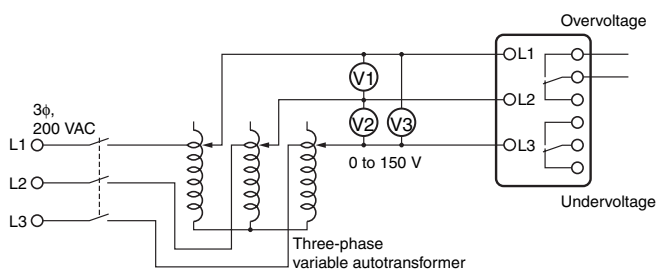 Overvoltage
L1
V1
3ϕ,
200 VAC
L2
V2 V3
L1
L3
0 to 150 V
L2
Undervoltage
L3
Three-phase
variable autotransformer